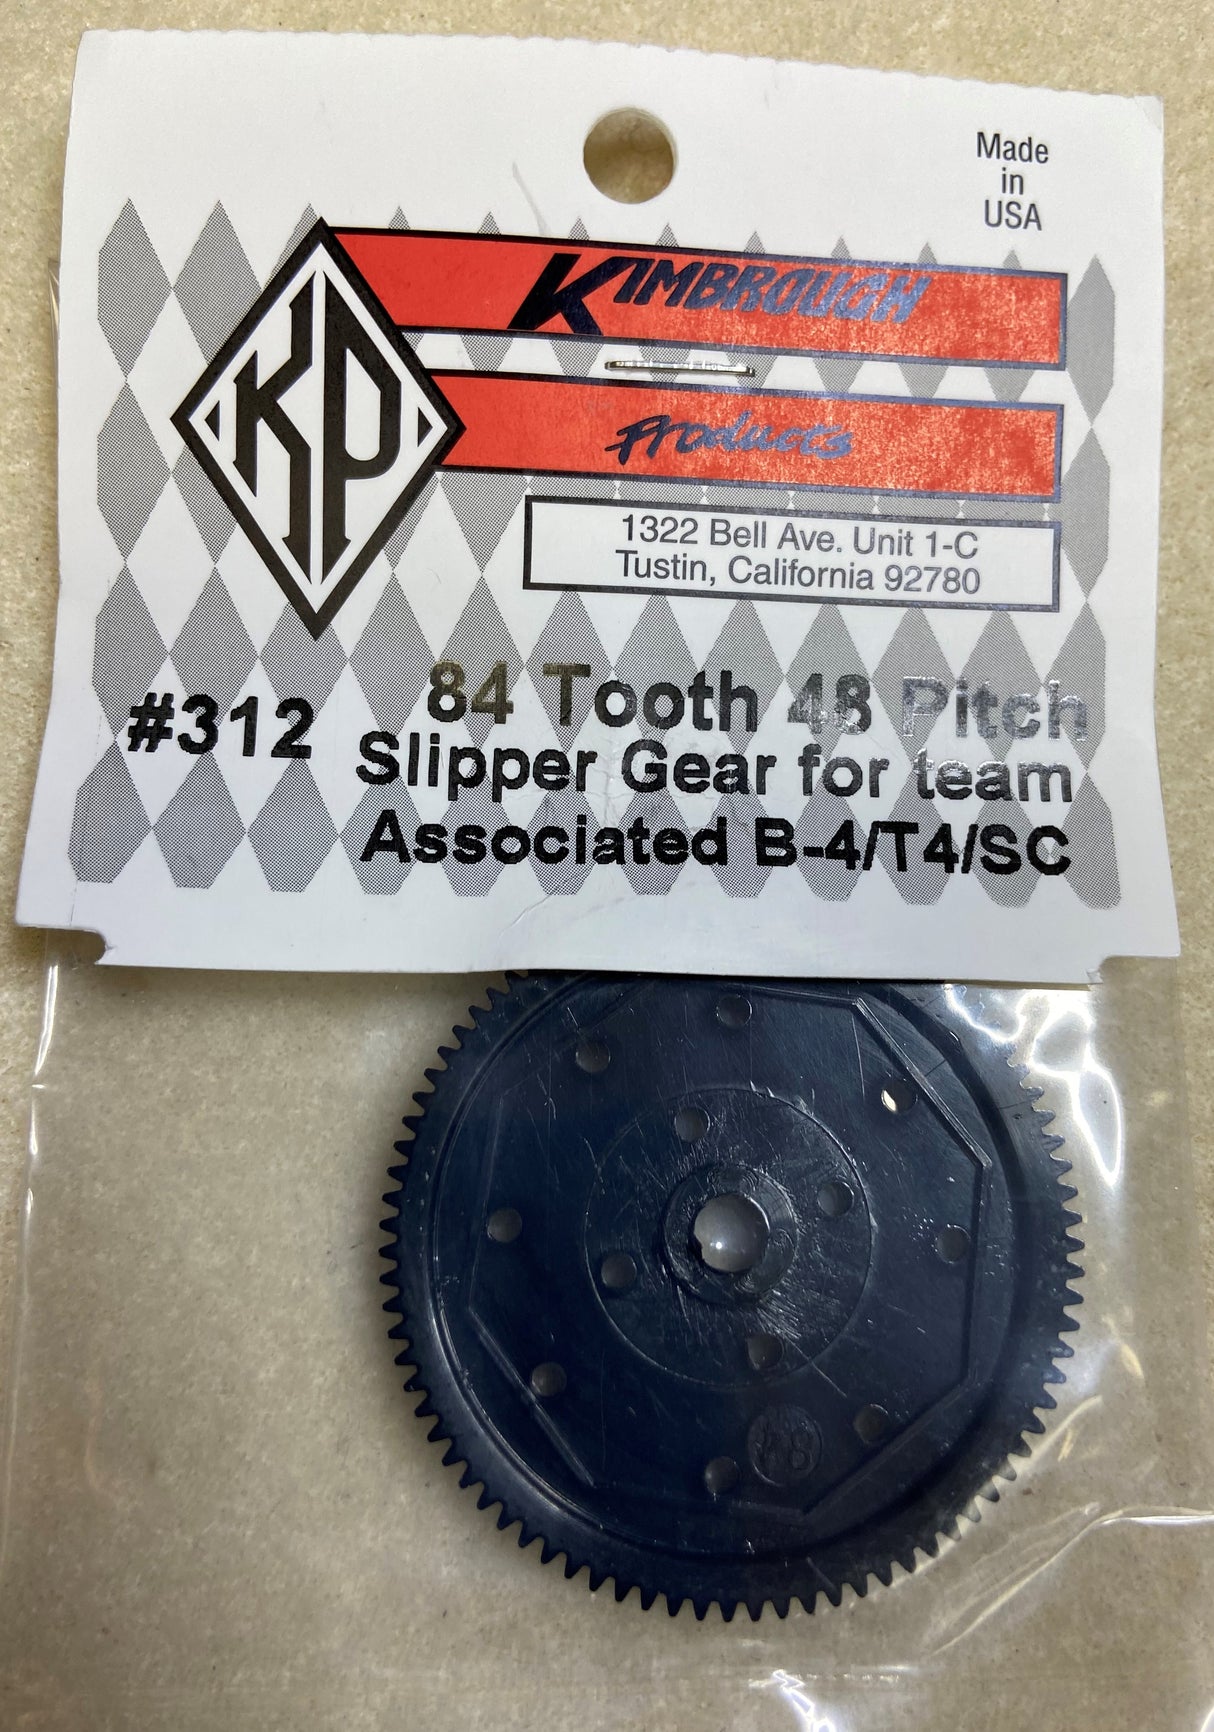 Made
in
USA
KIMBROUGH
KP
Products
1322 Bell Ave. Unit 1-C
Tustin, California 92780
#312
84 Tooth 48 Pitch
Slipper Gear for team
Associated B-4/T4/SC
84